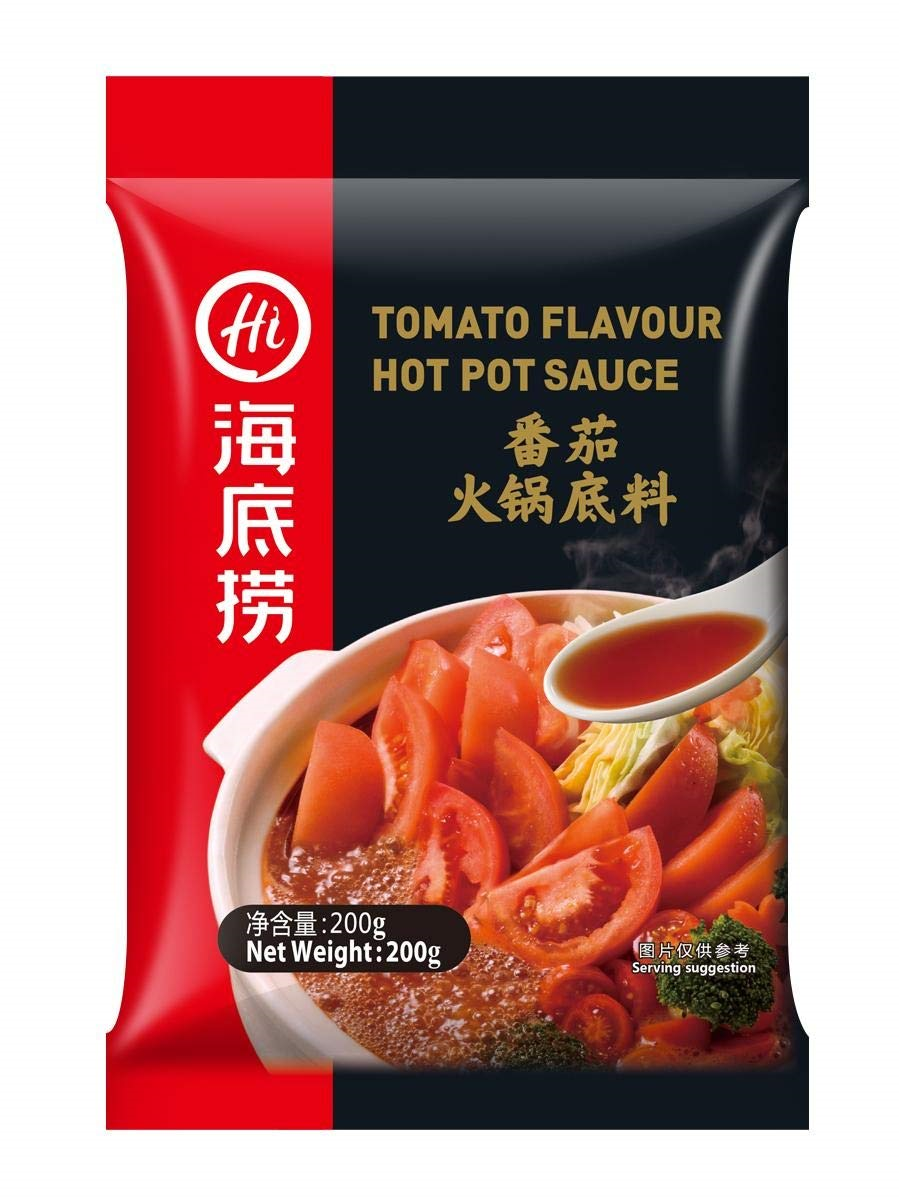 Hi
海底捞
TOMATO FLAVOUR
HOT POT SAUCE
番茄
火锅底料
净含量:200g
Net Weight:200g
图片仅供参考
Serving suggestion